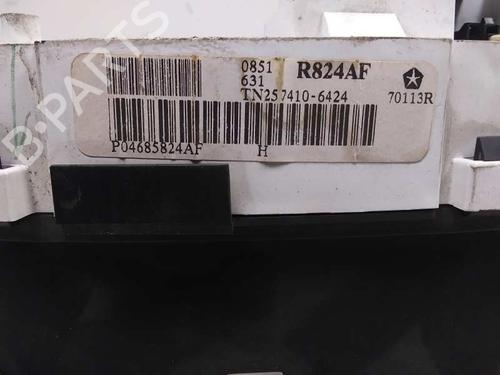 0851 R824AF
631
TN257410-6424 70113R
P04685824AF H
B-PARTS